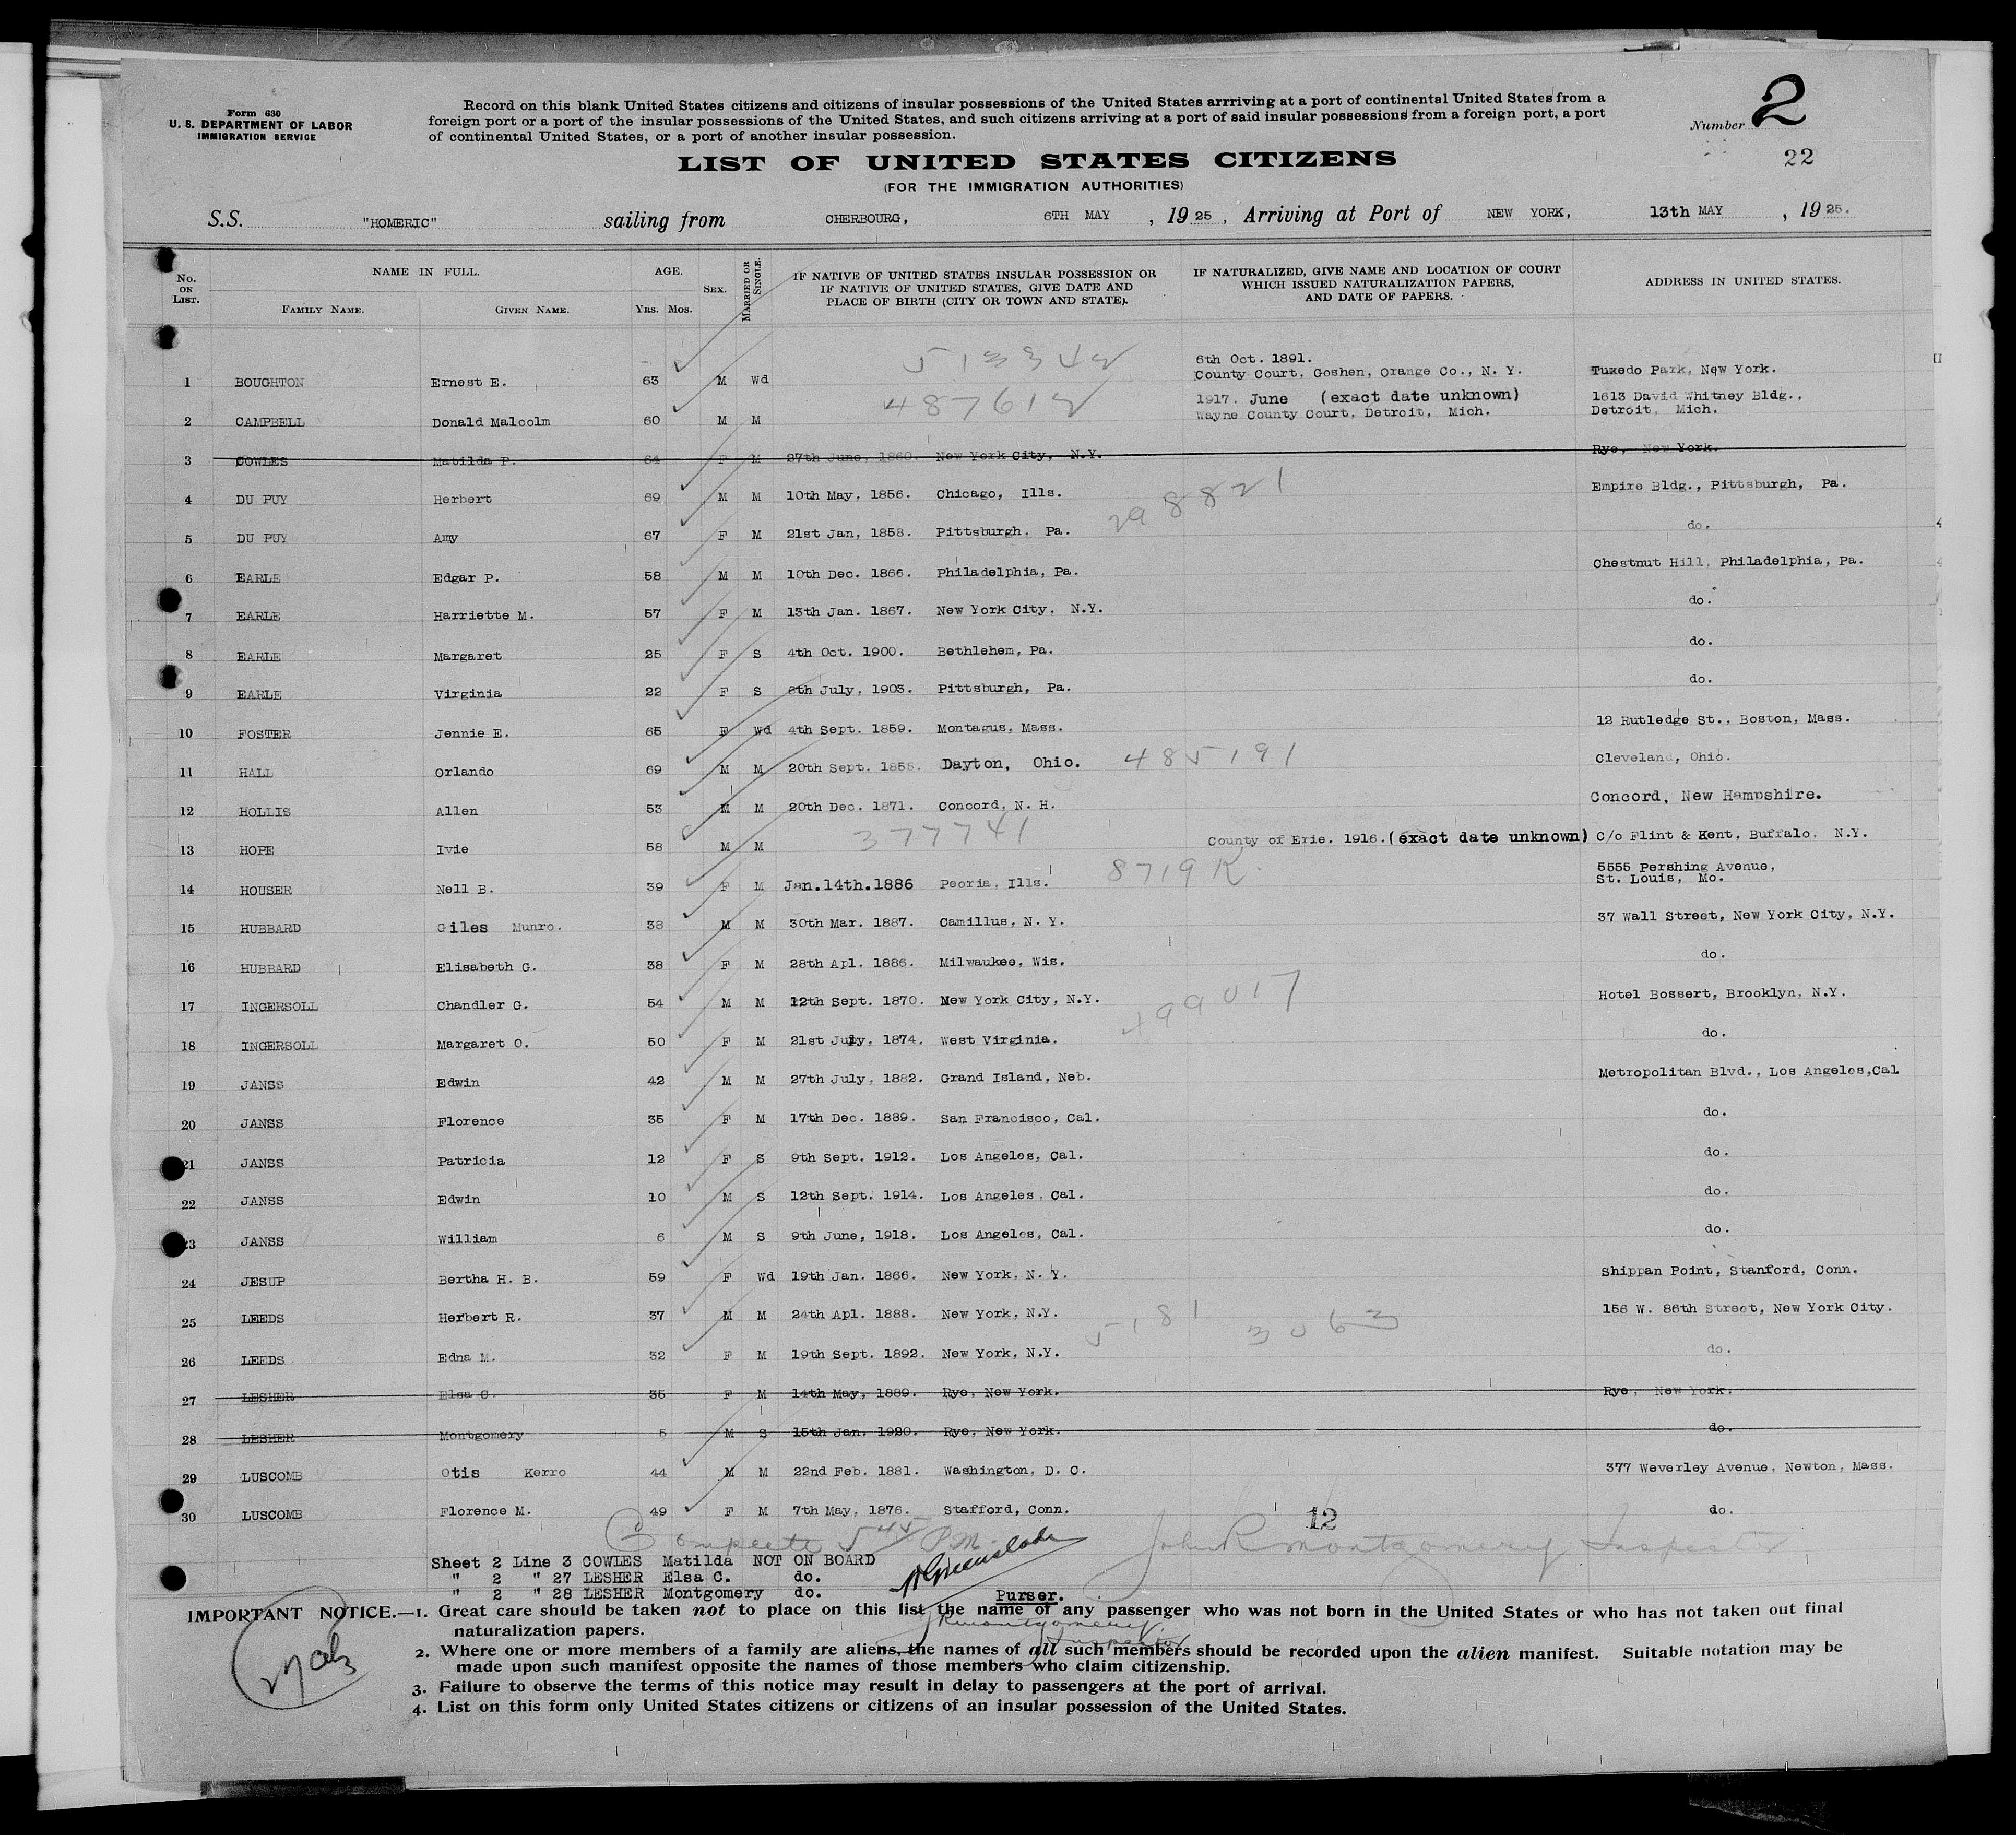 Form 630
U. S. DEPARTMENT OF LABOR
IMMIGRATION SERVICE
Record on this blank United States citizens and citizens of insular possessions of the United States arrriving at a port of continental United States from a
foreign port or a port of the insular possessions of the United States, and such citizens arriving at a port of said insular possessions from a foreign port, a port
of continental United States, or a port of another insular possession.
Number 2
22
LIST OF UNITED STATES CITIZENS
(FOR THE IMMIGRATION AUTHORITIES)
S.S. "HOMERIC" sailing from CHERBOURG, 6TH MAY, 1925, Arriving at Port of NEW YORK, 13th MAY, 1925.
No. ON LIST. NAME IN FULL. FAMILY NAME. GIVEN NAME. AGE. YRS. MOS. SEX. MARRIED OR SINGLE. IF NATIVE OF UNITED STATES INSULAR POSSESSION OR IF NATIVE OF UNITED STATES, GIVE DATE AND PLACE OF BIRTH (CITY OR TOWN AND STATE). IF NATURALIZED, GIVE NAME AND LOCATION OF COURT WHICH ISSUED NATURALIZATION PAPERS, AND DATE OF PAPERS. ADDRESS IN UNITED STATES.
6th Oct. 1891.
1 BOUGHTON Ernest E. 63 M Wd County Court, Goshen, Orange Co., N. Y. Tuxedo Park, New York.
487612 1917. June (exact date unknown) 1613 David Whitney Bldg.,
2 CAMPBELL Donald Malcolm 60 M M Wayne County Court, Detroit, Mich. Detroit, Mich.
3 COWLES Matilda P. 64 F M 27th June, 1860. New York City, N.Y. Rye, New York.
4 DU PUY Herbert 69 M M 10th May, 1856. Chicago, Ills. 298821 Empire Bldg., Pittsburgh, Pa.
5 DU PUY Amy 67 F M 21st Jan, 1858. Pittsburgh, Pa. do.
6 EARLE Edgar P. 58 M M 10th Dec. 1866. Philadelphia, Pa. Chestnut Hill, Philadelphia, Pa.
7 EARLE Harriette M. 57 F M 13th Jan. 1867. New York City, N.Y. do.
8 EARLE Margaret 25 F S 4th Oct. 1900. Bethlehem, Pa. do.
9 EARLE Virginia 22 F S 6th July, 1903. Pittsburgh, Pa. do.
10 FOSTER Jennie E. 65 F Wd 4th Sept. 1859. Montagus, Mass. 12 Rutledge St., Boston, Mass.
11 HALL Orlando 69 M M 20th Sept. 1855. Dayton, Ohio. 485191 Cleveland, Ohio.
12 HOLLIS Allen 53 M M 20th Dec. 1871. Concord, N. H. Concord, New Hampshire.
13 HOPE Ivie 58 M M 377741 County of Erie. 1916. (exact date unknown) C/o Flint & Kent, Buffalo, N.Y.
14 HOUSER Nell B. 39 F M Jan.14th.1886 Peoria, Ills. 8719 K 5555 Pershing Avenue,
St. Louis, Mo.
15 HUBBARD Giles Munro. 38 M M 30th Mar. 1887. Camillus, N. Y. 37 Wall Street, New York City, N.Y.
16 HUBBARD Elisabeth G. 38 F M 28th Apl. 1886. Milwaukee, Wis. do.
17 INGERSOLL Chandler G. 54 M M 12th Sept. 1870. New York City, N.Y. 499017 Hotel Bossert, Brooklyn, N.Y.
18 INGERSOLL Margaret O. 50 F M 21st July, 1874. West Virginia. do.
19 JANSS Edwin 42 M M 27th July, 1882. Grand Island, Neb. Metropolitan Blvd., Los Angeles,Cal
20 JANSS Florence 35 F M 17th Dec. 1889. San Francisco, Cal. do.
21 JANSS Patricia 12 F S 9th Sept. 1912. Los Angeles, Cal. do.
22 JANSS Edwin 10 M S 12th Sept. 1914. Los Angeles, Cal. do.
23 JANSS William 6 M S 9th June, 1918. Los Angeles, Cal. do.
24 JESUP Bertha H. B. 59 F Wd 19th Jan. 1866. New York, N. Y. Shippan Point, Stanford, Conn.
25 LEEDS Herbert R. 37 M M 24th Apl. 1888. New York, N.Y. 5181 3063 156 W. 86th Street, New York City.
26 LEEDS Edna M. 32 F M 19th Sept. 1892. New York, N.Y. do.
27 LESHER Elsa C. 35 F M 14th May, 1889. Rye, New York. Rye, New York.
28 LESHER Montgomery 5 M S 15th Jan. 1920. Rye, New York. do.
29 LUSCOMB Otis Kerro 44 M M 22nd Feb. 1881. Washington, D. C. 377 Weverley Avenue, Newton, Mass.
30 LUSCOMB Florence M. 49 F M 7th May, 1876. Stafford, Conn. do.
12
Complete 5 45 P.M. John R Montgomery Inspector
Sheet 2 Line 3 COWLES Matilda NOT ON BOARD
" 2 " 27 LESHER Elsa C. do.
" 2 " 28 LESHER Montgomery do.
Purser.
IMPORTANT NOTICE.—1. Great care should be taken not to place on this list the name of any passenger who was not born in the United States or who has not taken out final
naturalization papers.
JRMontgomery
Inspector
2. Where one or more members of a family are aliens, the names of all such members should be recorded upon the alien manifest. Suitable notation may be
made upon such manifest opposite the names of those members who claim citizenship.
3. Failure to observe the terms of this notice may result in delay to passengers at the port of arrival.
4. List on this form only United States citizens or citizens of an insular possession of the United States.